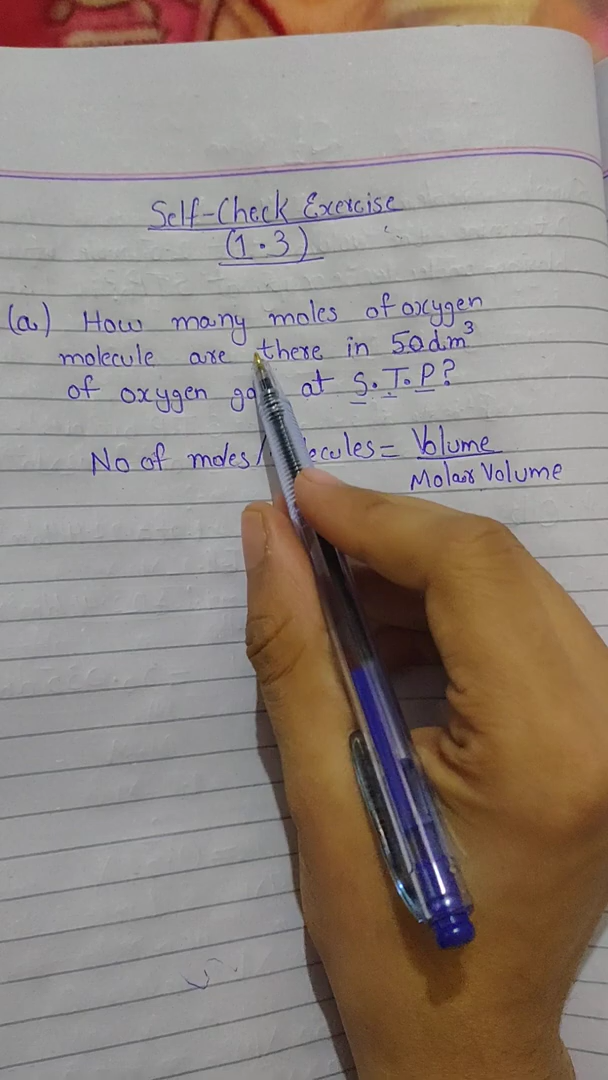 Self-Check Exercise
(1.3)
(a) How many moles of oxygen
molecule are there in 50dm³
of oxygen at S.T.P?
No of moles = Volume
Molar Volume